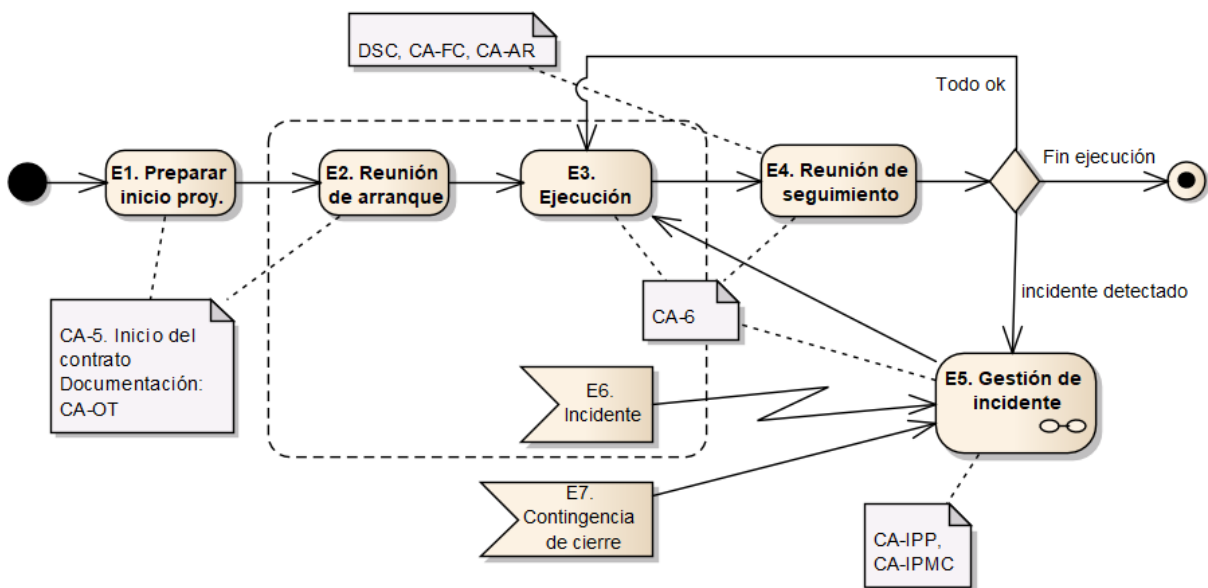 DSC, CA-FC, CA-AR
Todo ok
E1. Preparar
inicio proy.
E2. Reunión
de arranque
E3.
Ejecución
E4. Reunión de
seguimiento
Fin ejecución
incidente detectado
CA-5. Inicio del
contrato
Documentación:
CA-OT
CA-6
E6.
Incidente
E5. Gestión de
incidente
E7.
Contingencia
de cierre
CA-IPP,
CA-IPMC